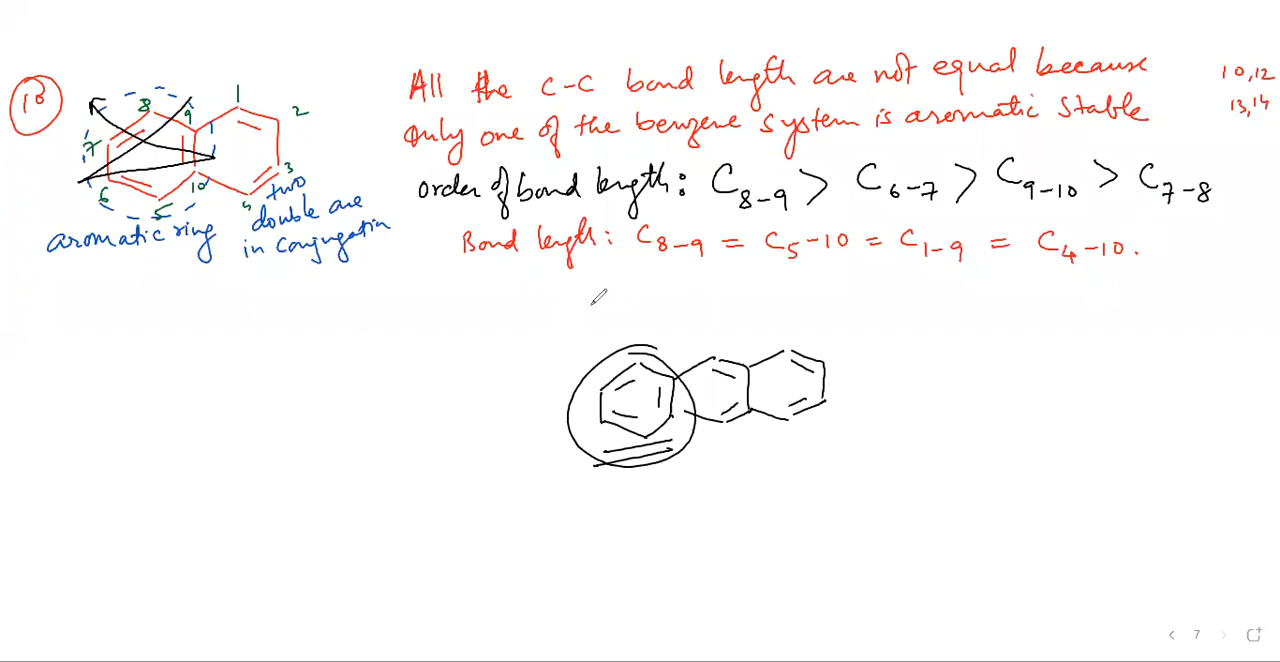 18
All the C-C bond length are not equal because
only one of the benzene system is aromatic stable
10,12
13,14
order of bond length: C8-9 > C6-7 > C9-10 > C7-8
Bond length: C8-9 = C5-10 = C1-9 = C4-10.
1
2
3
4
5
6
7
8
9
10
aromatic ring
two
double are
in conjugatin
< 7 >